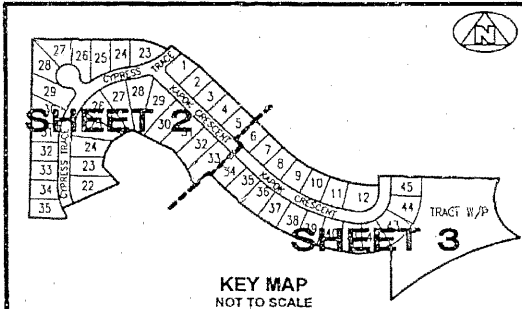 N
27 26 25 24 23
28
29
CYPRESS TRACE
1
2
3
4
5
6
7
8
9
10
11
12
26 27 28 29
30
SHEET 2
KAPOK CRESCENT
31
32
33
34
35
CYPRESS TRACE
24
23
22
32
33
34
35
36
37
38
39
KAPOK CRESCENT
45
44
TRACT W/P
SHEET 3
KEY MAP
NOT TO SCALE